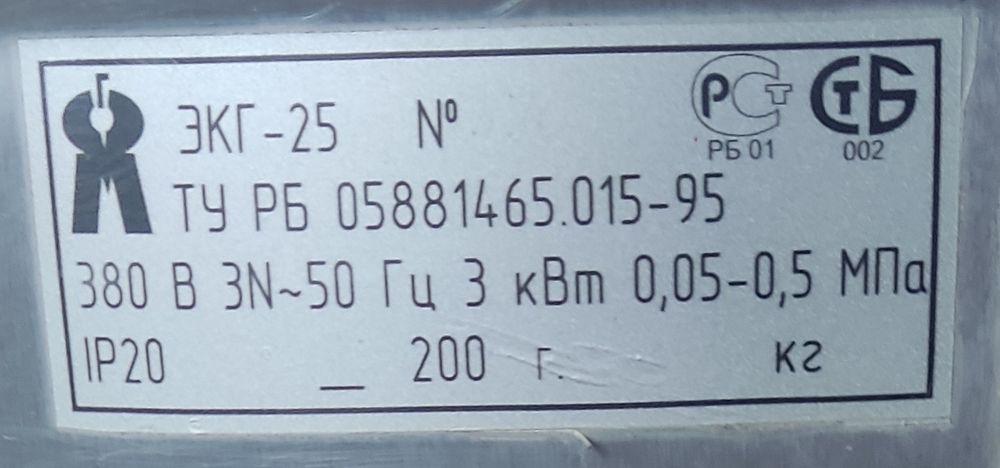 ЭКГ-25 № РСТ СТБ
РБ 01 002
ТУ РБ 05881465.015-95
380 В 3N~50 Гц 3 кВт 0,05-0,5 МПа
IP20 _ 200 г. кг